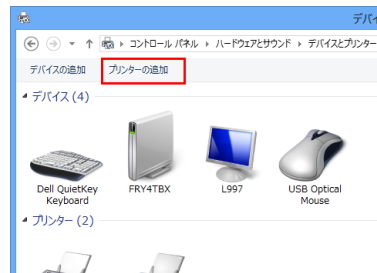 デバイ
コントロール パネル ▸ ハードウェアとサウンド ▸ デバイスとプリンター
デバイスの追加 プリンターの追加
デバイス (4)
Dell QuietKey Keyboard
FRY4TBX
L997
USB Optical Mouse
プリンター (2)